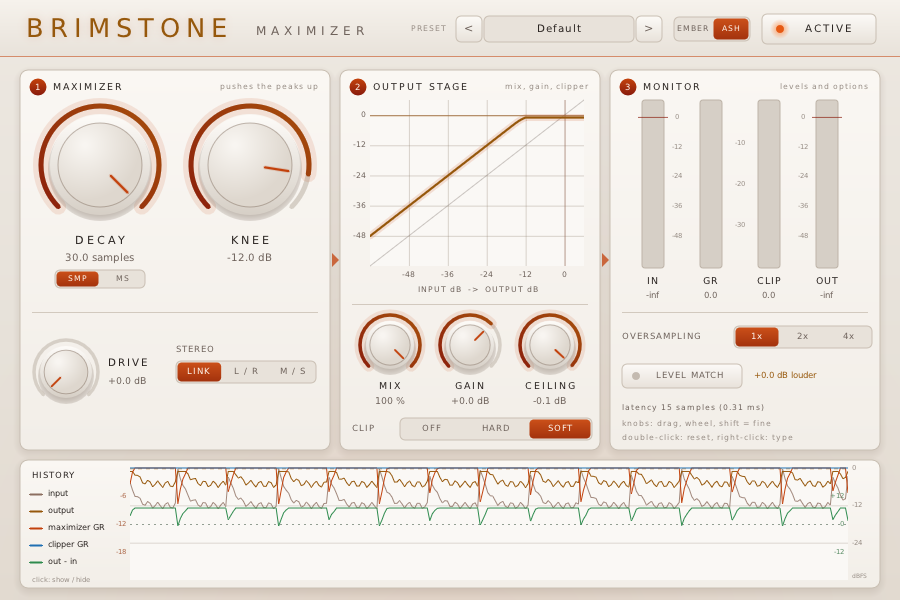 BRIMSTONE MAXIMIZER PRESET < Default > EMBER ASH ACTIVE
1 MAXIMIZER pushes the peaks up
DECAY KNEE
30.0 samples -12.0 dB
SMP MS
DRIVE
+0.0 dB
STEREO
LINK L / R M / S
2 OUTPUT STAGE mix, gain, clipper
0
-12
-24
-36
-48
-48 -36 -24 -12 0
INPUT dB -> OUTPUT dB
MIX GAIN CEILING
100 % +0.0 dB -0.1 dB
CLIP OFF HARD SOFT
3 MONITOR levels and options
0 0
-12 -10 -12
-24 -20 -24
-36 -30 -36
-48 -48
IN GR CLIP OUT
-inf 0.0 0.0 -inf
OVERSAMPLING 1x 2x 4x
LEVEL MATCH +0.0 dB louder
latency 15 samples (0.31 ms)
knobs: drag, wheel, shift = fine
double-click: reset, right-click: type
HISTORY
input
output
maximizer GR
clipper GR
out - in
click: show / hide
-6
-12
-18
+12
0
-12
0
-12
-24
dBFS